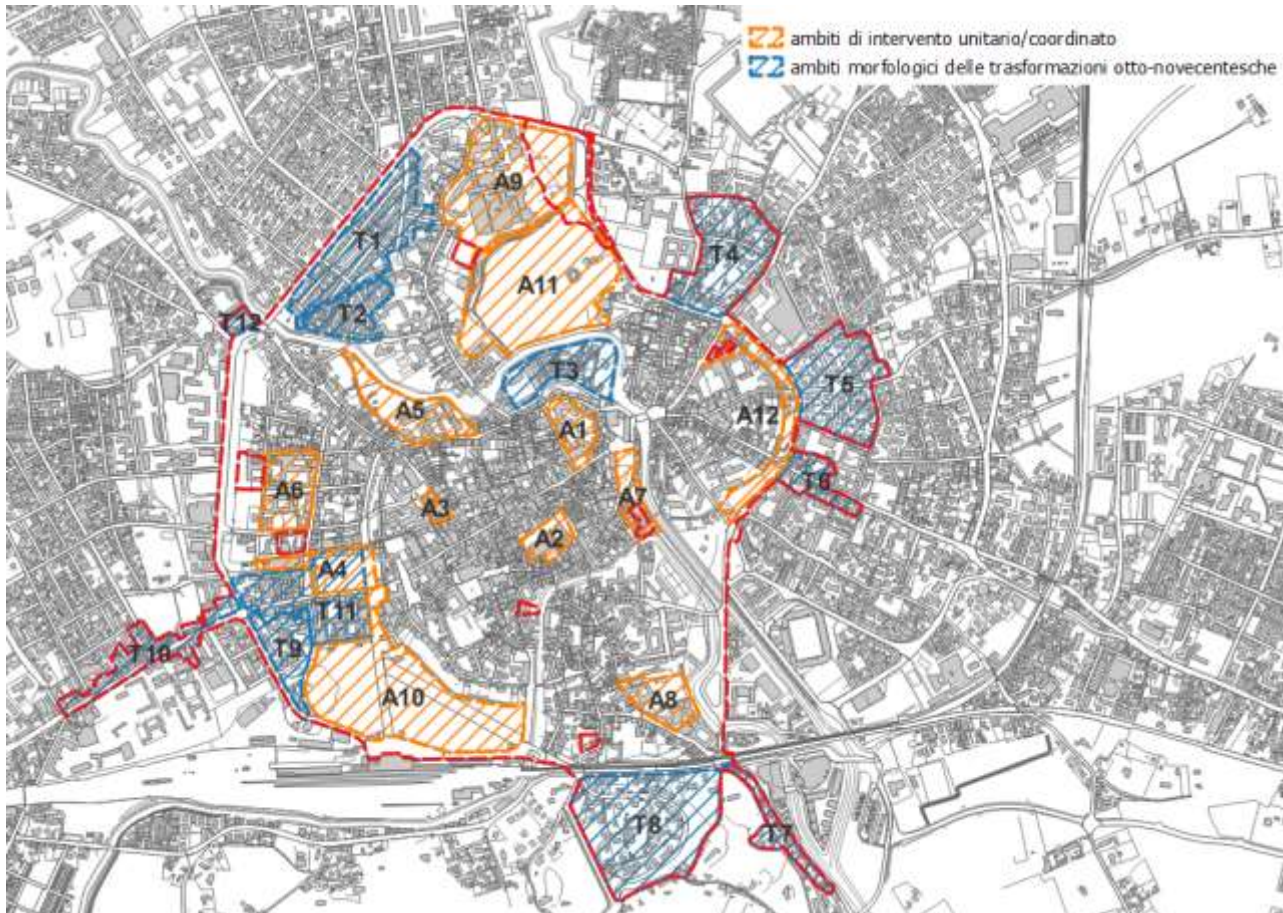 ambiti di intervento unitario/coordinato
ambiti morfologici delle trasformazioni otto-novecentesche
A9
T1
T4
A11
T2
T12
T3
T5
A5
A12
A1
A6
T6
A7
A3
A2
A4
T11
T9
T10
A10
A8
T8
T7